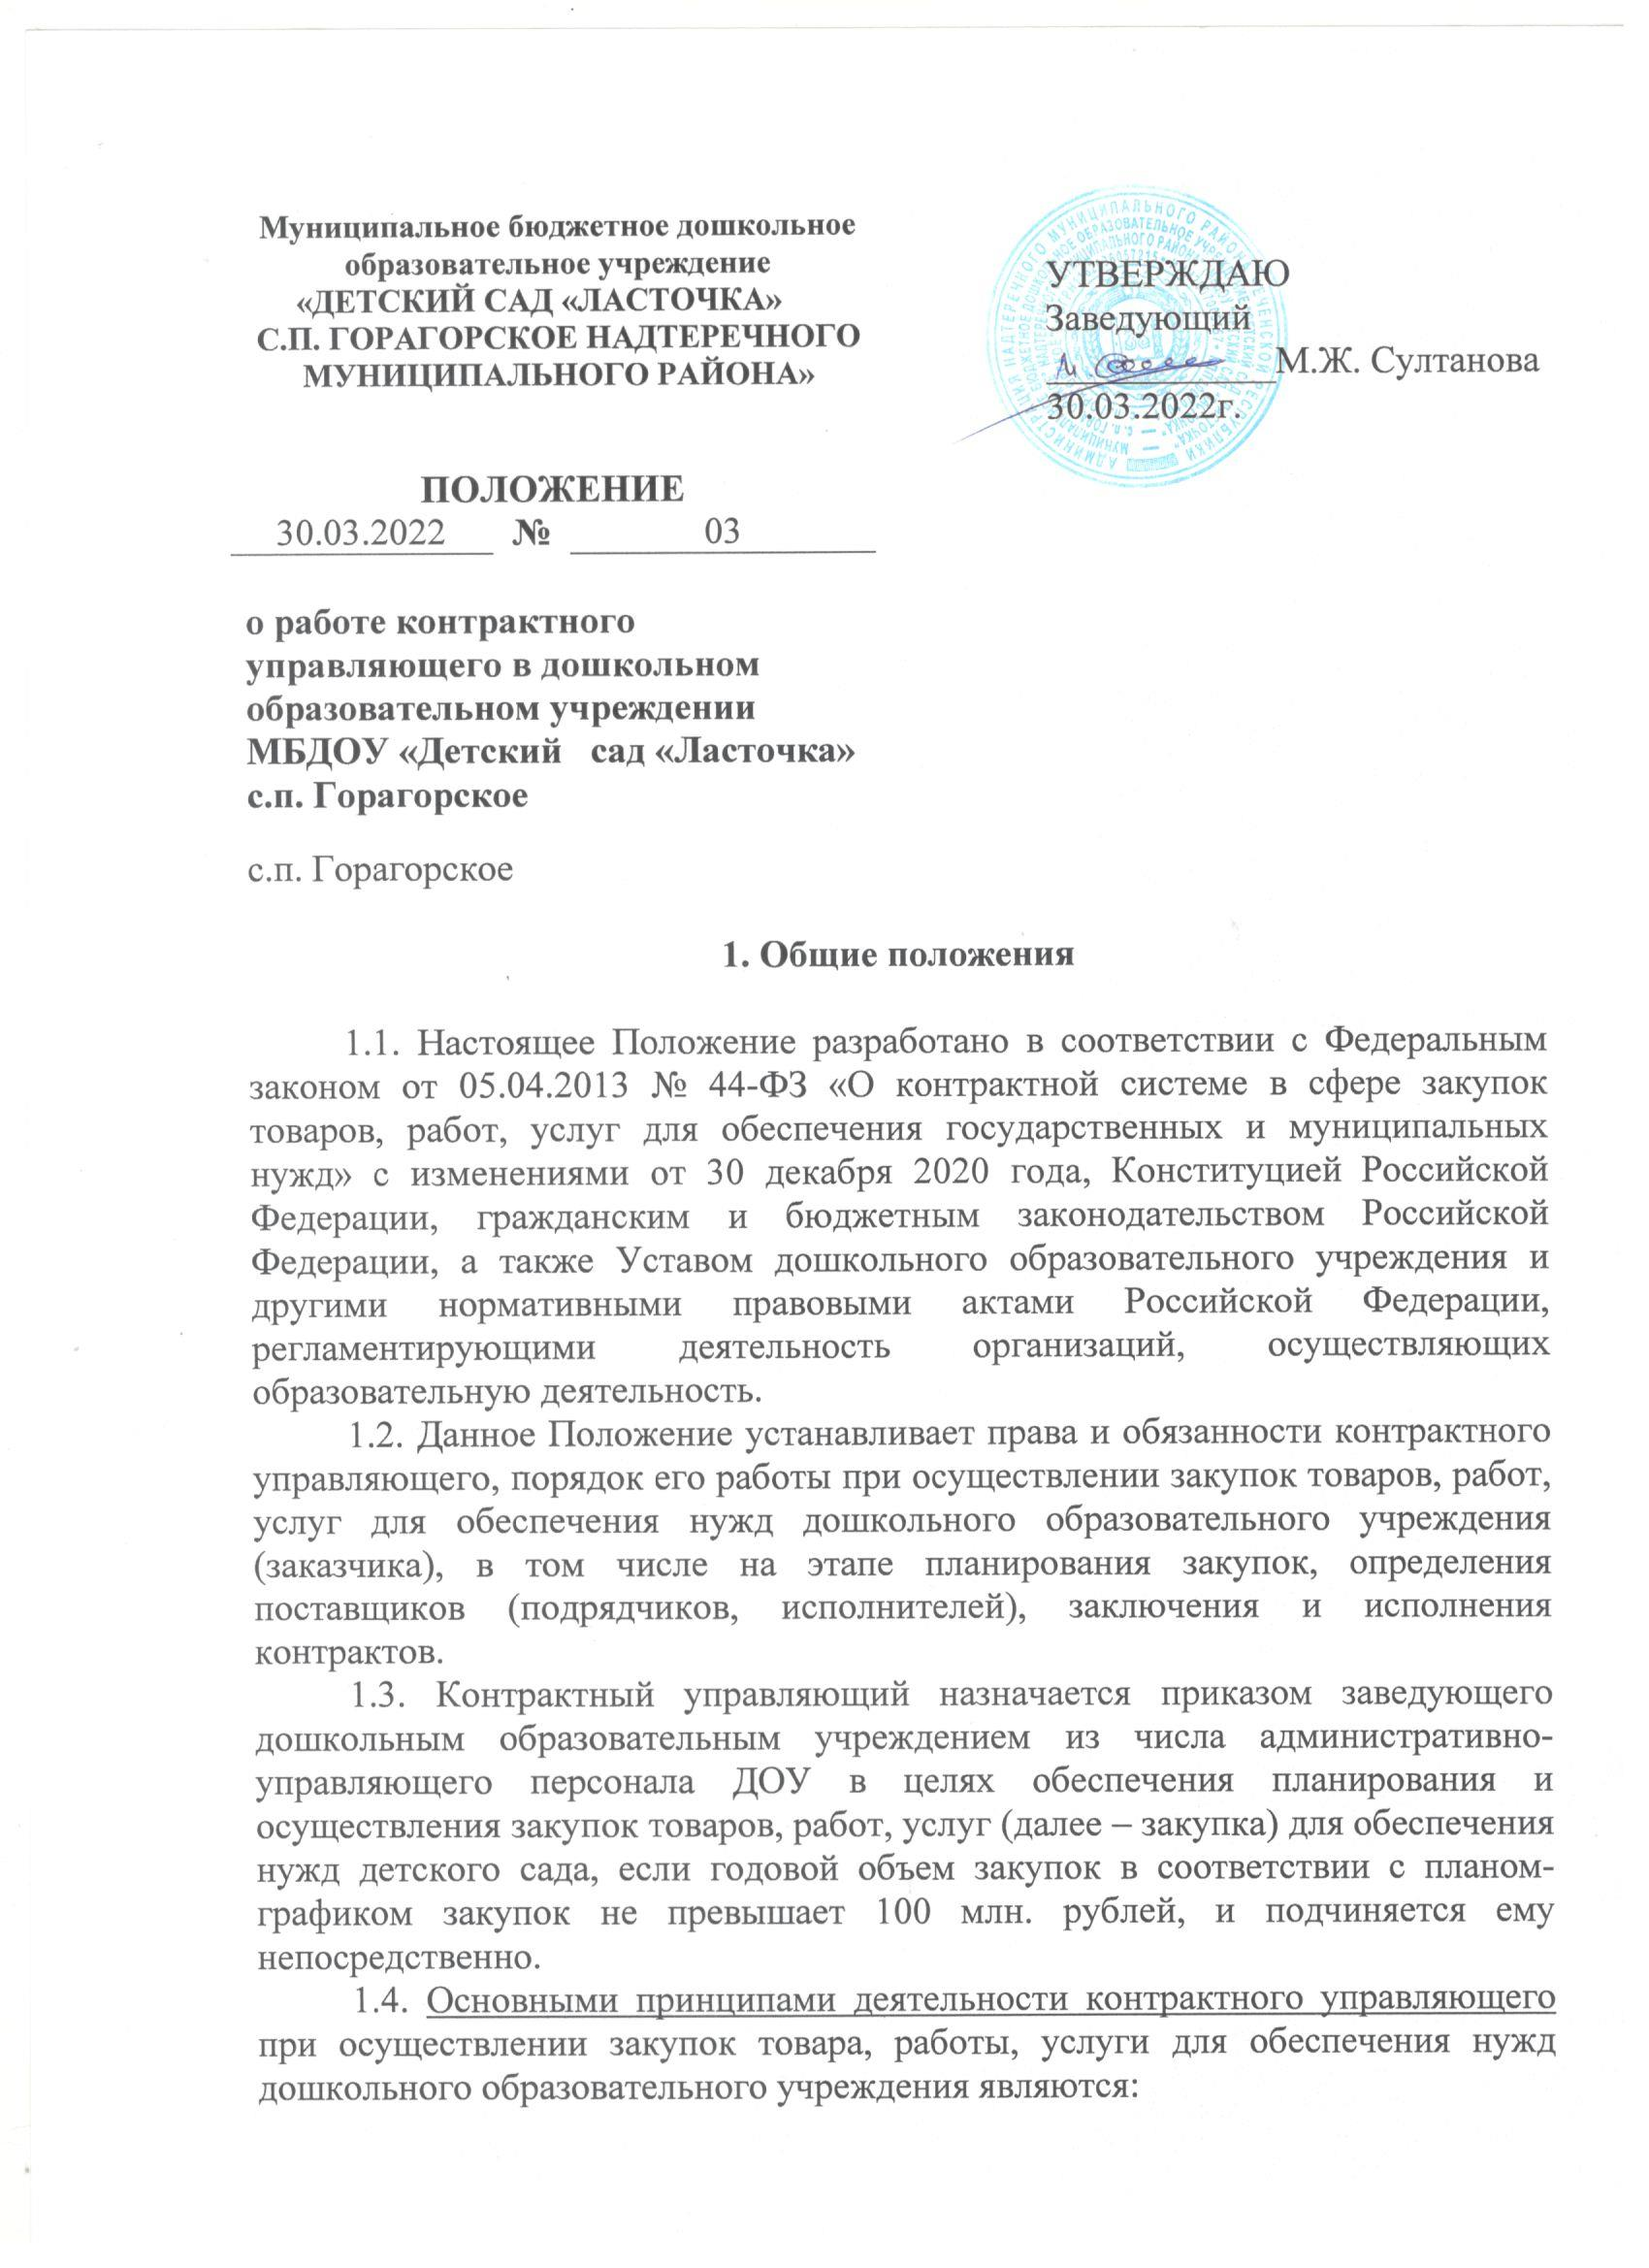 Муниципальное бюджетное дошкольное
образовательное учреждение
«ДЕТСКИЙ САД «ЛАСТОЧКА»
С.П. ГОРАГОРСКОЕ НАДТЕРЕЧНОГО
МУНИЦИПАЛЬНОГО РАЙОНА»
УТВЕРЖДАЮ
Заведующий
М.Ж. Султанова
30.03.2022г.
ПОЛОЖЕНИЕ
30.03.2022 № 03
о работе контрактного
управляющего в дошкольном
образовательном учреждении
МБДОУ «Детский сад «Ласточка»
с.п. Горагорское
с.п. Горагорское
1. Общие положения
1.1. Настоящее Положение разработано в соответствии с Федеральным
законом от 05.04.2013 № 44-ФЗ «О контрактной системе в сфере закупок
товаров, работ, услуг для обеспечения государственных и муниципальных
нужд» с изменениями от 30 декабря 2020 года, Конституцией Российской
Федерации, гражданским и бюджетным законодательством Российской
Федерации, а также Уставом дошкольного образовательного учреждения и
другими нормативными правовыми актами Российской Федерации,
регламентирующими деятельность организаций, осуществляющих
образовательную деятельность.
1.2. Данное Положение устанавливает права и обязанности контрактного
управляющего, порядок его работы при осуществлении закупок товаров, работ,
услуг для обеспечения нужд дошкольного образовательного учреждения
(заказчика), в том числе на этапе планирования закупок, определения
поставщиков (подрядчиков, исполнителей), заключения и исполнения
контрактов.
1.3. Контрактный управляющий назначается приказом заведующего
дошкольным образовательным учреждением из числа административно-
управляющего персонала ДОУ в целях обеспечения планирования и
осуществления закупок товаров, работ, услуг (далее – закупка) для обеспечения
нужд детского сада, если годовой объем закупок в соответствии с планом-
графиком закупок не превышает 100 млн. рублей, и подчиняется ему
непосредственно.
1.4. Основными принципами деятельности контрактного управляющего
при осуществлении закупок товара, работы, услуги для обеспечения нужд
дошкольного образовательного учреждения являются: